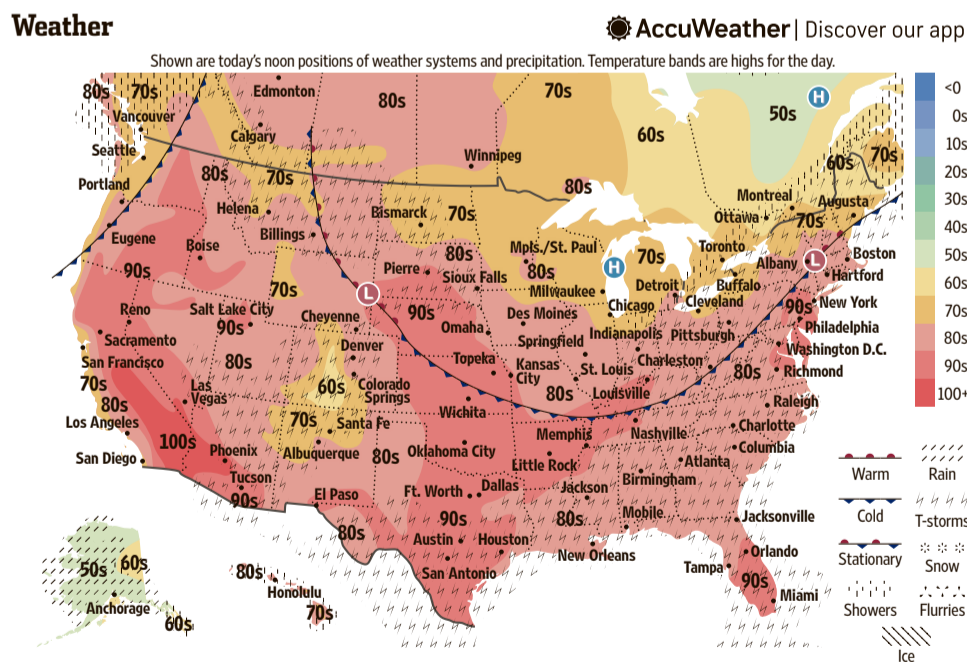 Weather
AccuWeather | Discover our app
Shown are today's noon positions of weather systems and precipitation. Temperature bands are highs for the day.
80s 70s
Edmonton
80s
70s
H
50s
Vancouver
Calgary
60s
Seattle
Winnipeg
60s 70s
80s
70s
80s
Portland
Montreal
Augusta
Helena
Bismarck
70s
Ottawa
70s
Eugene
Billings
Boise
Mpls./St. Paul
70s
Toronto
Albany
L
Boston
80s
90s
Pierre
80s
H
Hartford
Sioux Falls
Detroit
Buffalo
70s
L
Milwaukee
Cleveland
New York
Reno
Salt Lake City
Cheyenne
90s
Chicago
90s
90s
Omaha
Des Moines
Indianapolis
Pittsburgh
Philadelphia
Sacramento
Denver
Springfield
Washington D.C.
San Francisco
80s
Topeka
Kansas
City
St. Louis
Charleston
Richmond
70s
60s
Colorado
Springs
80s
Louisville
80s
80s
Las
Vegas
Wichita
Raleigh
Los Angeles
70s
Santa Fe
Memphis
Nashville
Charlotte
100s
Albuquerque
80s
Oklahoma City
Columbia
San Diego
Phoenix
Little Rock
Atlanta
Tucson
Birmingham
90s
El Paso
Ft. Worth
Dallas
Jackson
80s
90s
80s
Mobile
Jacksonville
Austin
Houston
New Orleans
Orlando
San Antonio
Tampa
90s
Miami
50s 60s
Anchorage
60s
80s
Honolulu
70s
<0
0s
10s
20s
30s
40s
50s
60s
70s
80s
90s
100+
Warm
Rain
Cold
T-storms
Stationary
Snow
Showers
Flurries
Ice